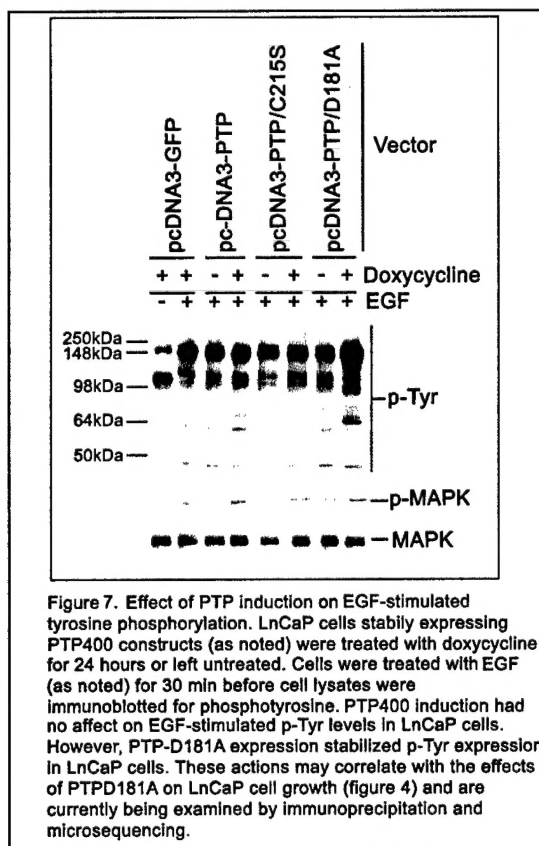 pcDNA3-GFP
pc-DNA3-PTP
pcDNA3-PTP/C215S
pcDNA3-PTP/D181A
Vector
+ + - + - + - + Doxycycline
- + + + + + + + EGF
250kDa
148kDa
98kDa
64kDa
50kDa
p-Tyr
p-MAPK
MAPK
Figure 7. Effect of PTP induction on EGF-stimulated
tyrosine phosphorylation. LnCaP cells stabily expressing
PTP400 constructs (as noted) were treated with doxycycline
for 24 hours or left untreated. Cells were treated with EGF
(as noted) for 30 min before cell lysates were
immunoblotted for phosphotyrosine. PTP400 induction had
no affect on EGF-stimulated p-Tyr levels in LnCaP cells.
However, PTP-D181A expression stabilized p-Tyr expression
in LnCaP cells. These actions may correlate with the effects
of PTPD181A on LnCaP cell growth (figure 4) and are
currently being examined by immunoprecipitation and
microsequencing.